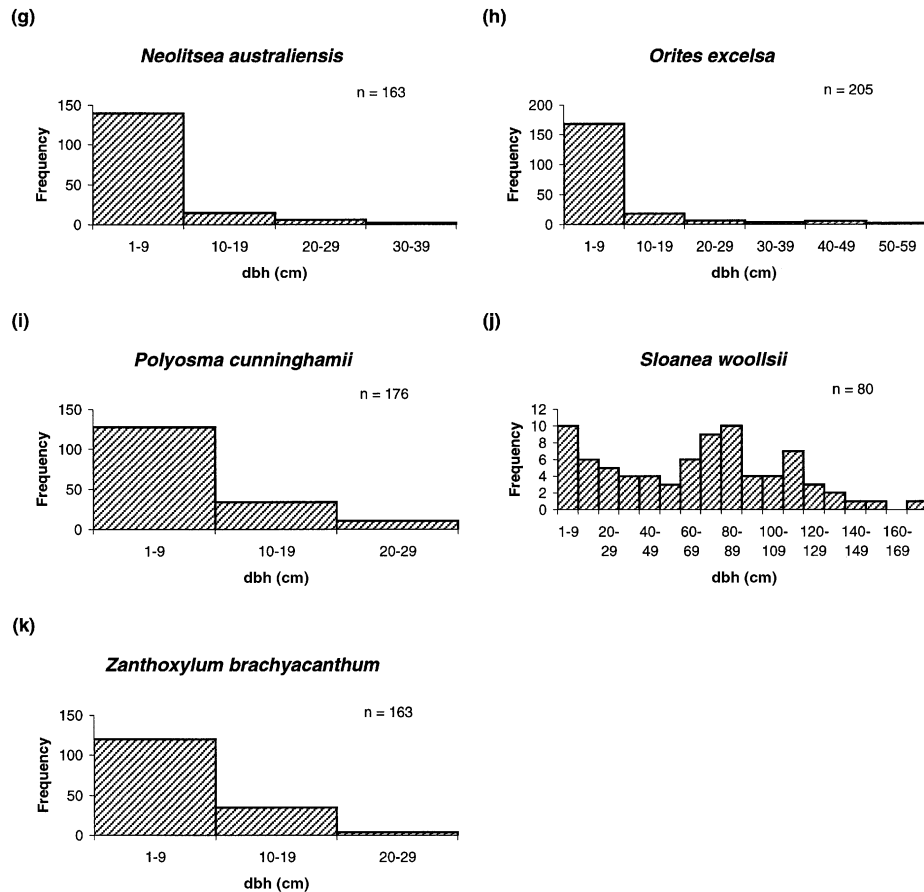 (g)
Neolitsea australiensis
n = 163
150
100
50
0
Frequency
1-9 10-19 20-29 30-39
dbh (cm)
(h)
Orites excelsa
n = 205
200
150
100
50
0
Frequency
1-9 10-19 20-29 30-39 40-49 50-59
dbh (cm)
(i)
Polyosma cunninghamii
n = 176
150
100
50
0
Frequency
1-9 10-19 20-29
dbh (cm)
(j)
Sloanea woollsii
n = 80
12
10
8
6
4
2
0
Frequency
1-9 20- 40- 60- 80- 100- 120- 140- 160-
29 49 69 89 109 129 149 169
dbh (cm)
(k)
Zanthoxylum brachyacanthum
n = 163
150
100
50
0
Frequency
1-9 10-19 20-29
dbh (cm)